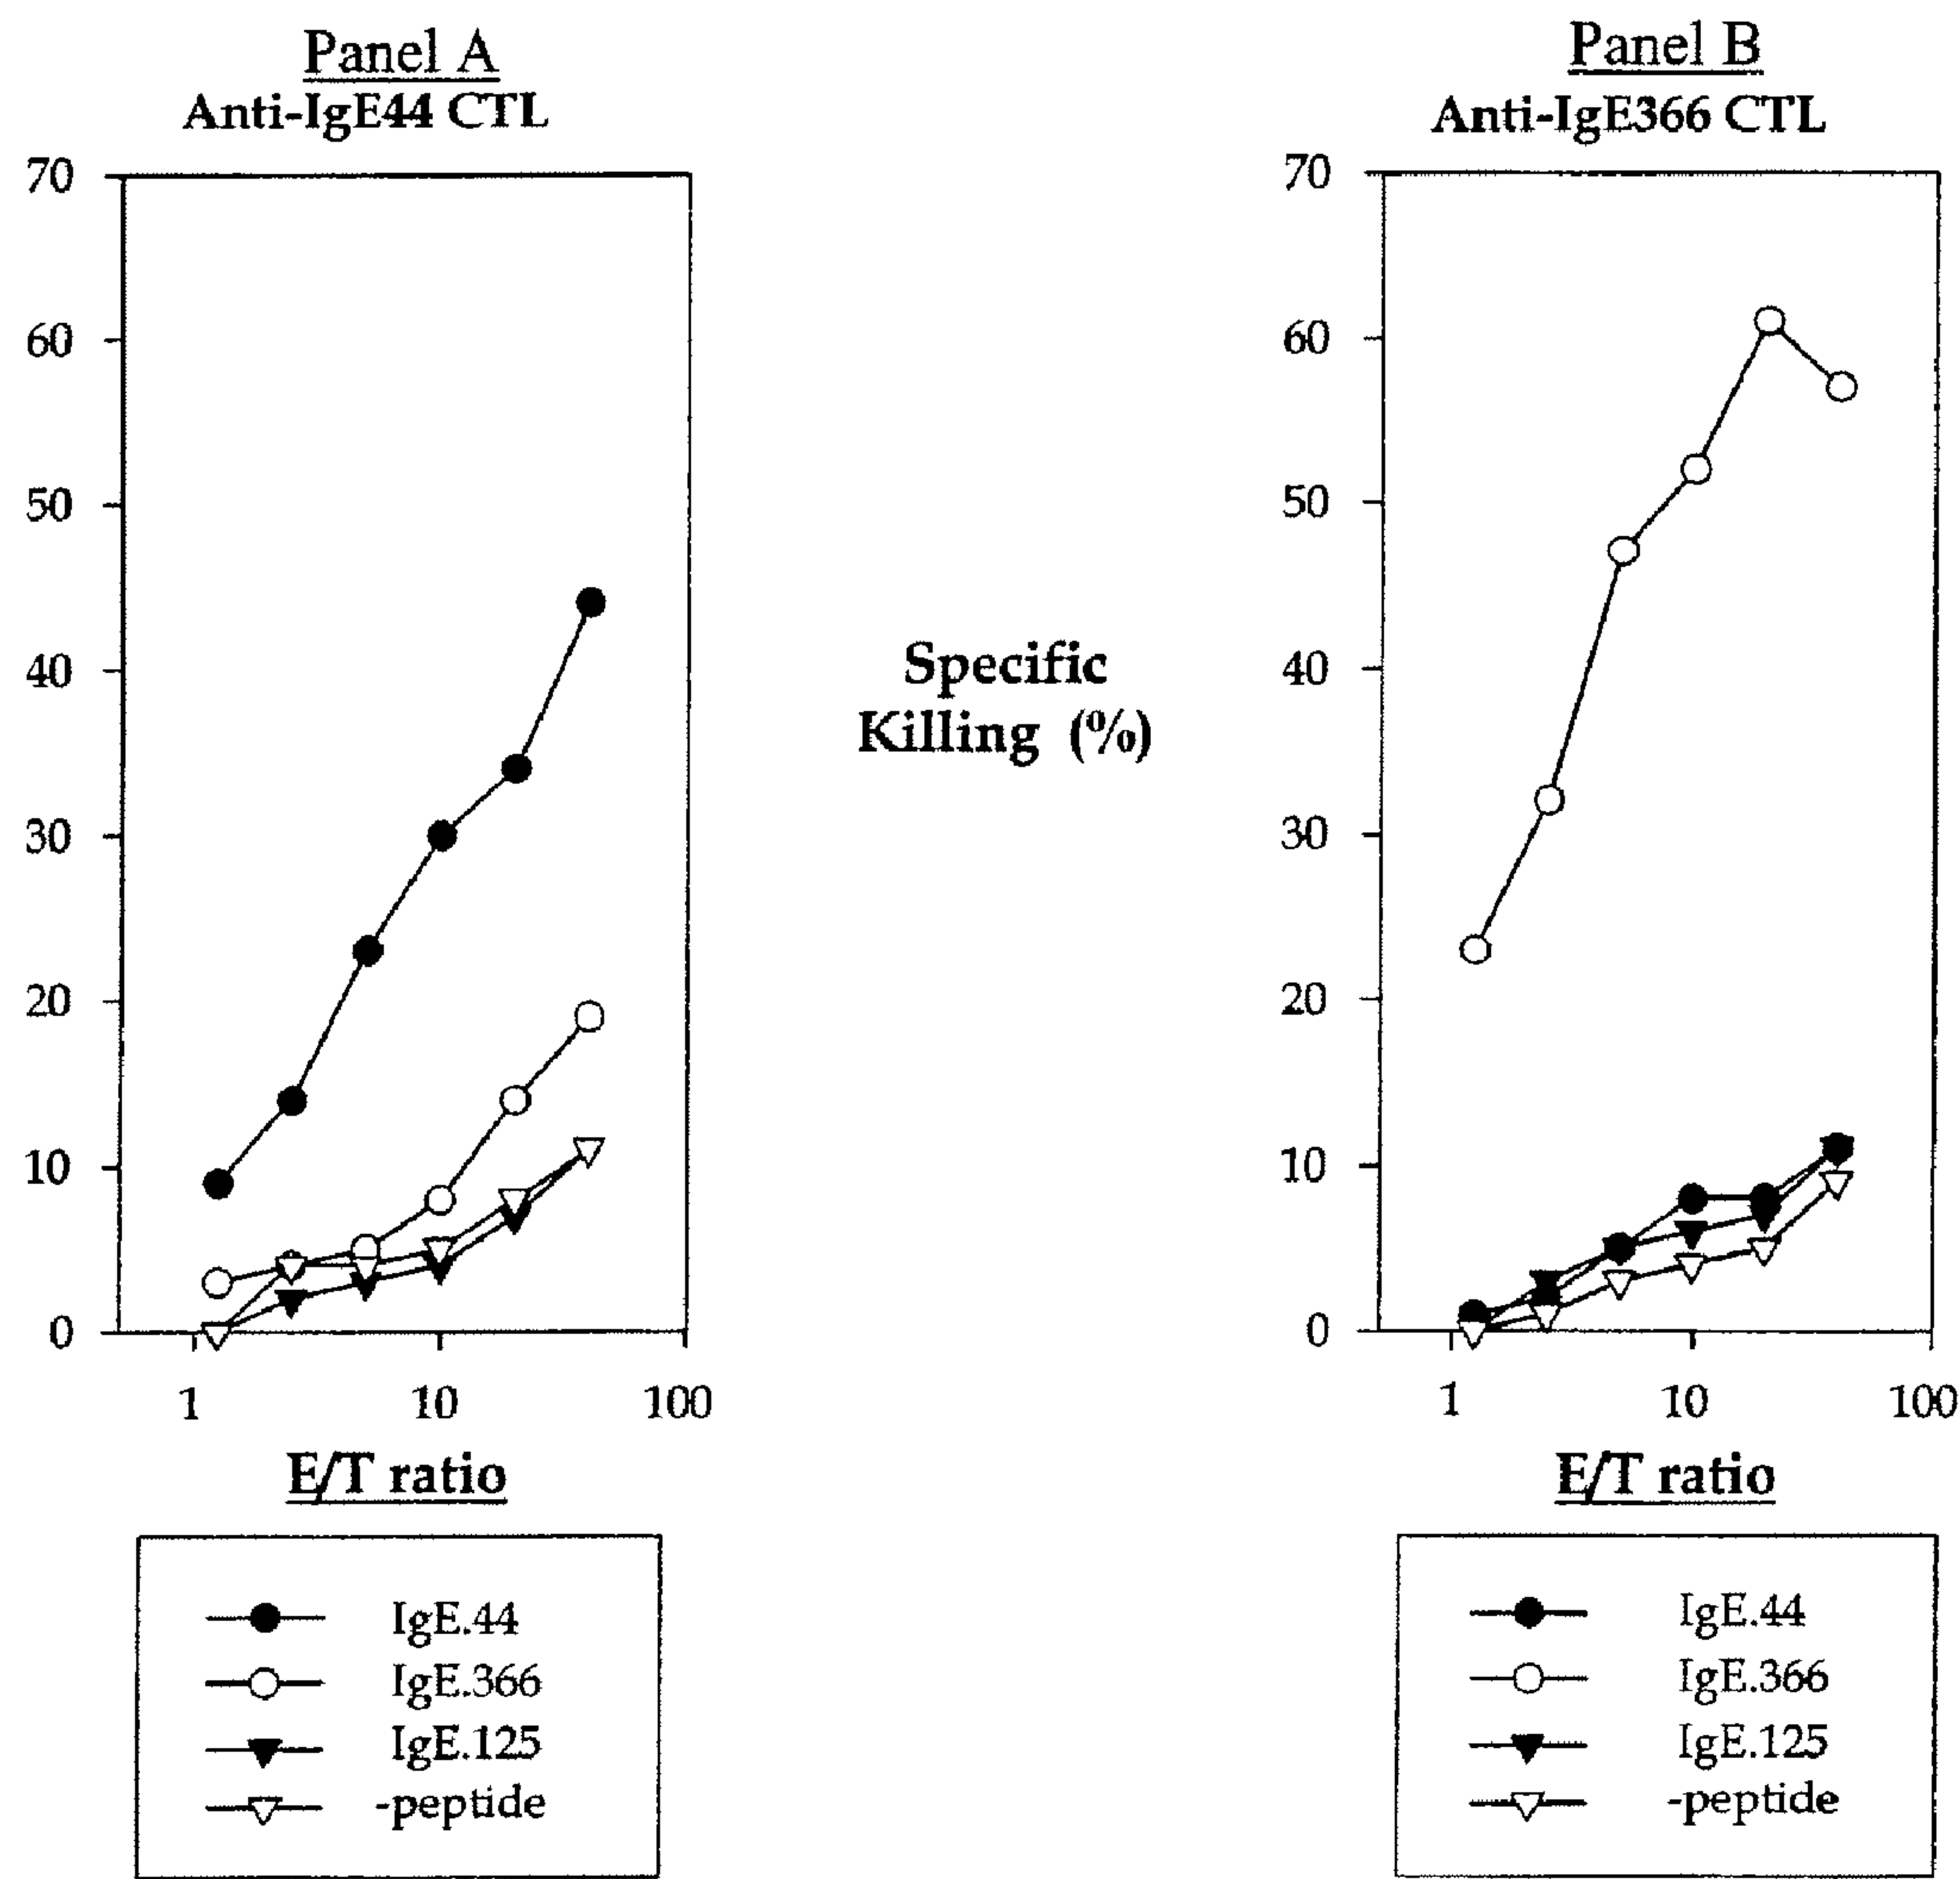 Panel A
Anti-IgE44 CTL
70
60
50
40
30
20
10
0
1 10 100
E/T ratio
IgE.44
IgE.366
IgE.125
-peptide
Specific
Killing (%)
Panel B
Anti-IgE366 CTL
70
60
50
40
30
20
10
0
1 10 100
E/T ratio
IgE.44
IgE.366
IgE.125
-peptide